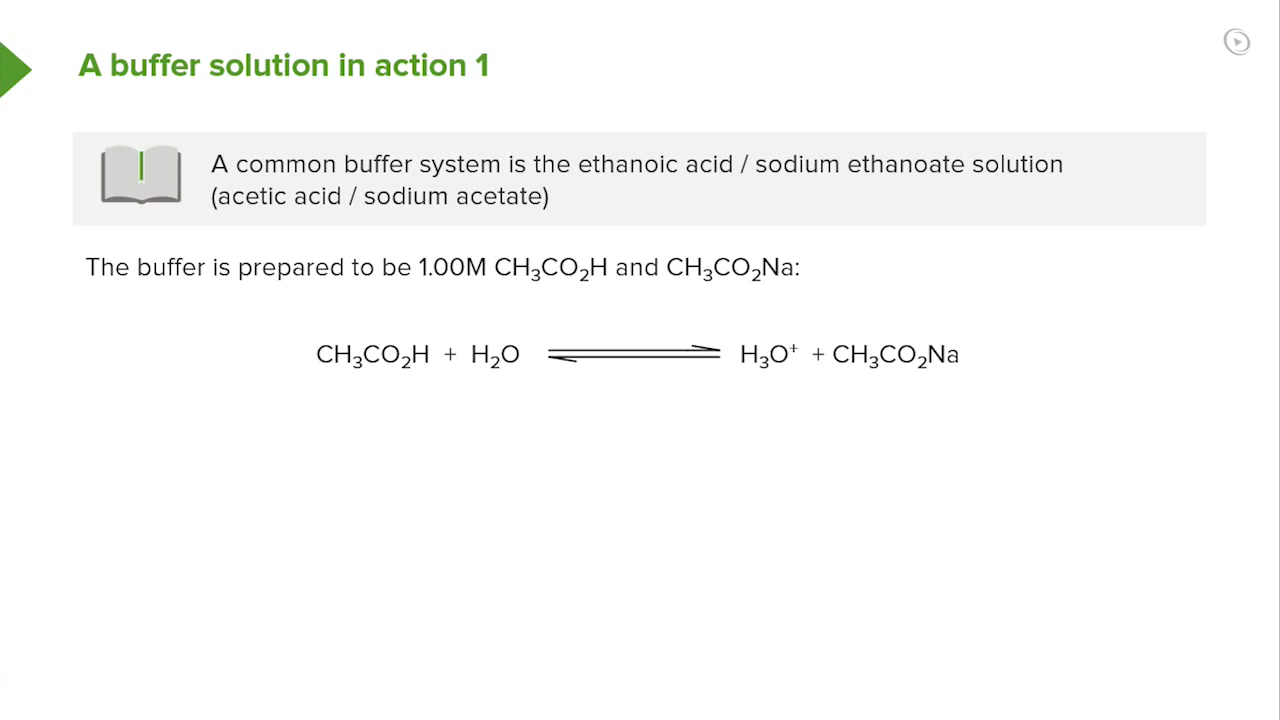 A buffer solution in action 1
A common buffer system is the ethanoic acid / sodium ethanoate solution
(acetic acid / sodium acetate)
The buffer is prepared to be 1.00M CH₃CO₂H and CH₃CO₂Na:
CH₃CO₂H + H₂O ⇌ H₃O⁺ + CH₃CO₂Na